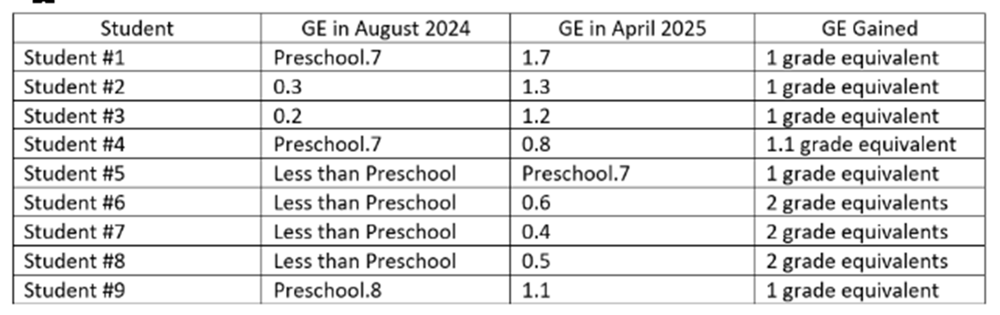 Student GE in August 2024 GE in April 2025 GE Gained
Student #1 Preschool.7 1.7 1 grade equivalent
Student #2 0.3 1.3 1 grade equivalent
Student #3 0.2 1.2 1 grade equivalent
Student #4 Preschool.7 0.8 1.1 grade equivalent
Student #5 Less than Preschool Preschool.7 1 grade equivalent
Student #6 Less than Preschool 0.6 2 grade equivalents
Student #7 Less than Preschool 0.4 2 grade equivalents
Student #8 Less than Preschool 0.5 2 grade equivalents
Student #9 Preschool.8 1.1 1 grade equivalent